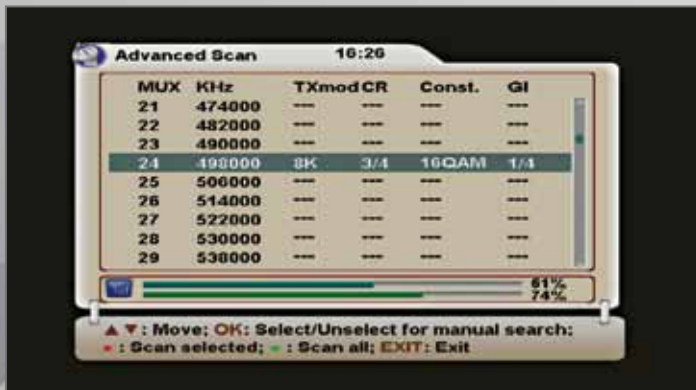 Advanced Scan 16:26
MUX KHz TXmod CR Const. GI
21 474000 --- --- --- ---
22 482000 --- --- --- ---
23 490000 --- --- --- ---
24 498000 8K 3/4 16QAM 1/4
25 506000 --- --- --- ---
26 514000 --- --- --- ---
27 522000 --- --- --- ---
28 530000 --- --- --- ---
29 538000 --- --- --- ---
61%
74%
▲ ▼ : Move; OK: Select/Unselect for manual search;
: Scan selected; : Scan all; EXIT: Exit